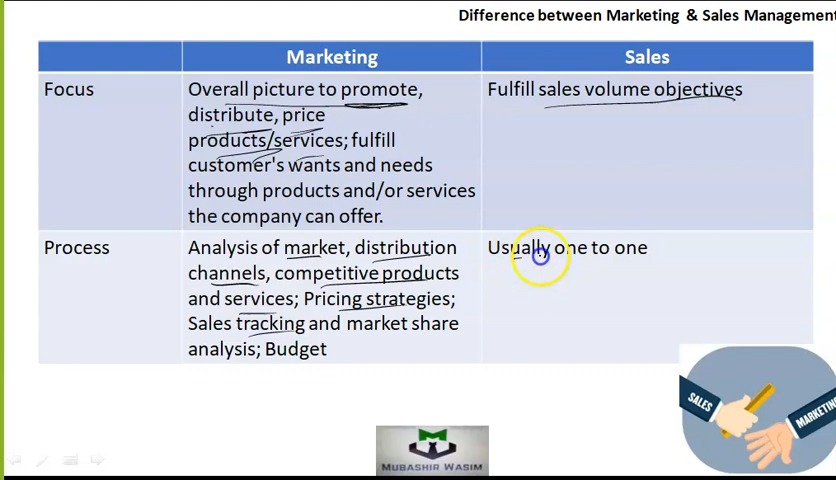 Difference between Marketing & Sales Management
Marketing
Sales
Focus
Overall picture to promote,
distribute, price
products/services; fulfill
customer's wants and needs
through products and/or services
the company can offer.
Fulfill sales volume objectives
Process
Analysis of market, distribution
channels, competitive products
and services; Pricing strategies;
Sales tracking and market share
analysis; Budget
Usually one to one
SALES
MARKETING
MUBASHIR WASIM